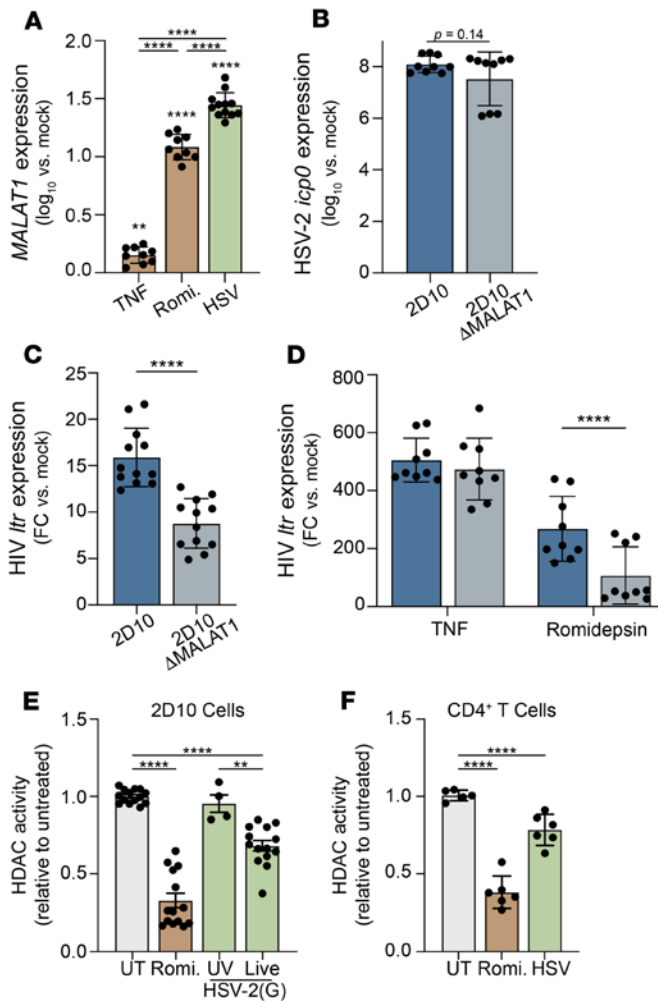 A
MALAT1 expression
(log10 vs. mock)
2.0
1.5
1.0
0.5
0.0
****
**** ****
**
****
****
TNF
Romi.
HSV
B
HSV-2 icp0 expression
(log10 vs. mock)
10
8
6
4
2
0
p = 0.14
2D10
2D10
ΔMALAT1
C
HIV ltr expression
(FC vs. mock)
25
20
15
10
5
0
****
2D10
2D10
ΔMALAT1
D
HIV ltr expression
(FC vs. mock)
800
600
400
200
0
****
TNF
Romidepsin
E
2D10 Cells
HDAC activity
(relative to untreated)
1.5
1.0
0.5
0.0
****
**** **
UT Romi. UV Live
HSV-2(G)
F
CD4+ T Cells
HDAC activity
(relative to untreated)
1.5
1.0
0.5
0.0
****
****
UT Romi. HSV